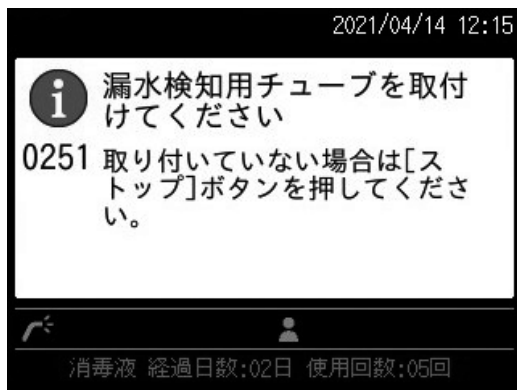 2021/04/14 12:15
漏水検知用チューブを取付
けてください
0251 取り付いていない場合は[ス
トップ]ボタンを押してくださ
い。
消毒液 経過日数:02日 使用回数:05回